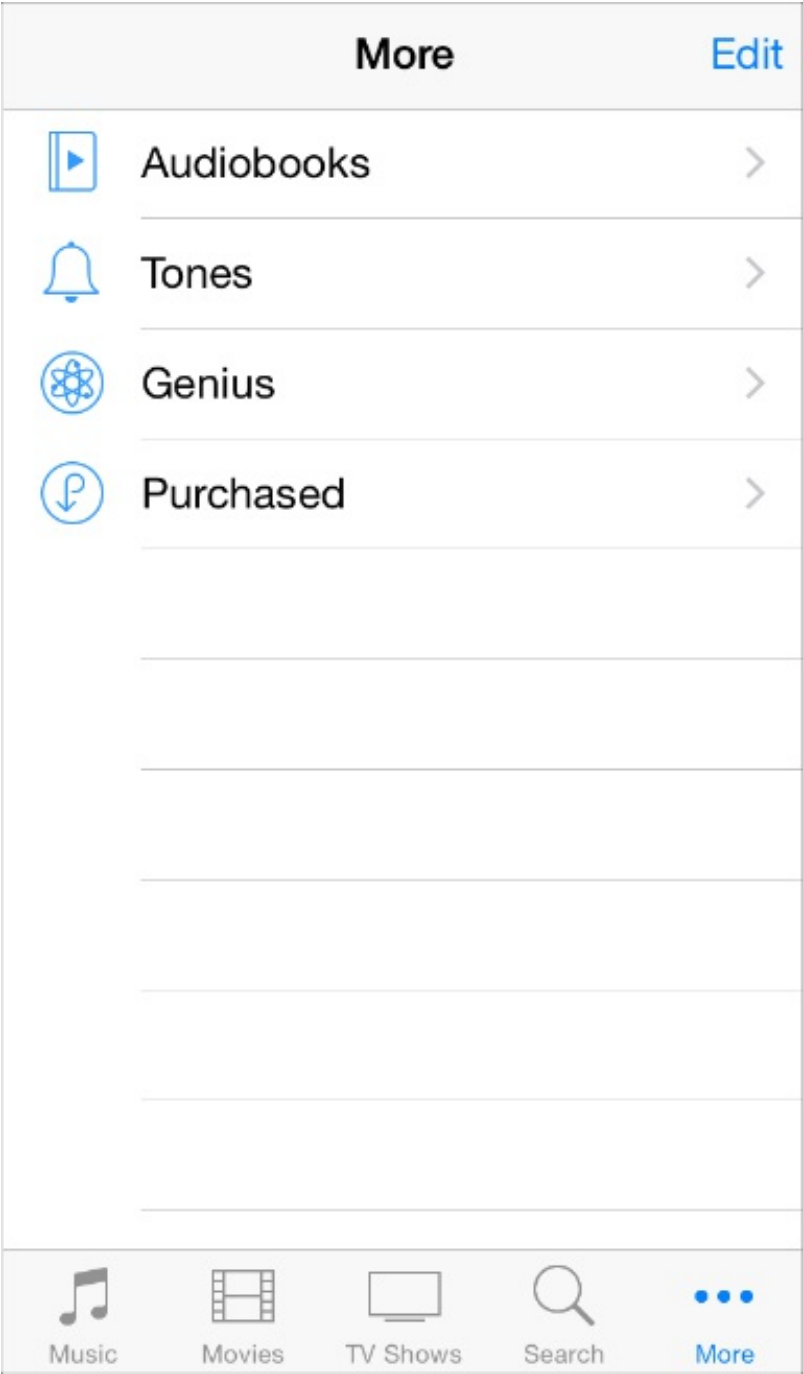 More Edit
Audiobooks
Tones
Genius
Purchased
Music Movies TV Shows Search More